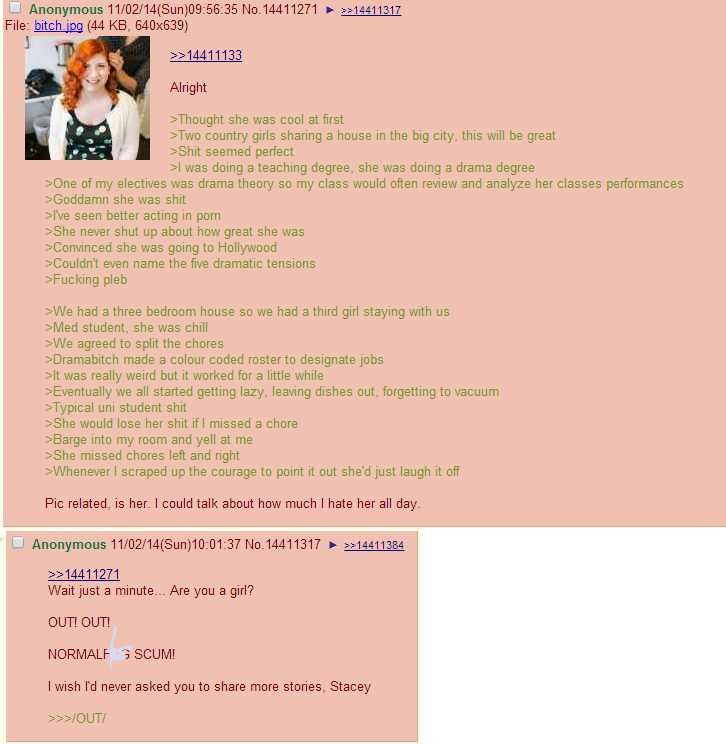 Anonymous 11/02/14(Sun)09:56:35 No.14411271 ► >>14411317
File: bitch.jpg (44 KB, 640x639)
>>14411133
Alright
>Thought she was cool at first
>Two country girls sharing a house in the big city, this will be great
>Shit seemed perfect
>I was doing a teaching degree, she was doing a drama degree
>One of my electives was drama theory so my class would often review and analyze her classes performances
>Goddamn she was shit
>I've seen better acting in porn
>She never shut up about how great she was
>Convinced she was going to Hollywood
>Couldn't even name the five dramatic tensions
>Fucking pleb
>We had a three bedroom house so we had a third girl staying with us
>Med student, she was chill
>We agreed to split the chores
>Dramabitch made a colour coded roster to designate jobs
>It was really weird but it worked for a little while
>Eventually we all started getting lazy, leaving dishes out, forgetting to vacuum
>Typical uni student shit
>She would lose her shit if I missed a chore
>Barge into my room and yell at me
>She missed chores left and right
>Whenever I scraped up the courage to point it out she'd just laugh it off
Pic related, is her. I could talk about how much I hate her all day.
Anonymous 11/02/14(Sun)10:01:37 No.14411317 ► >>14411384
>>14411271
Wait just a minute... Are you a girl?
OUT! OUT!
SCUM!
I wish I'd never asked you to share more stories, Stacey
>>>/OUT/